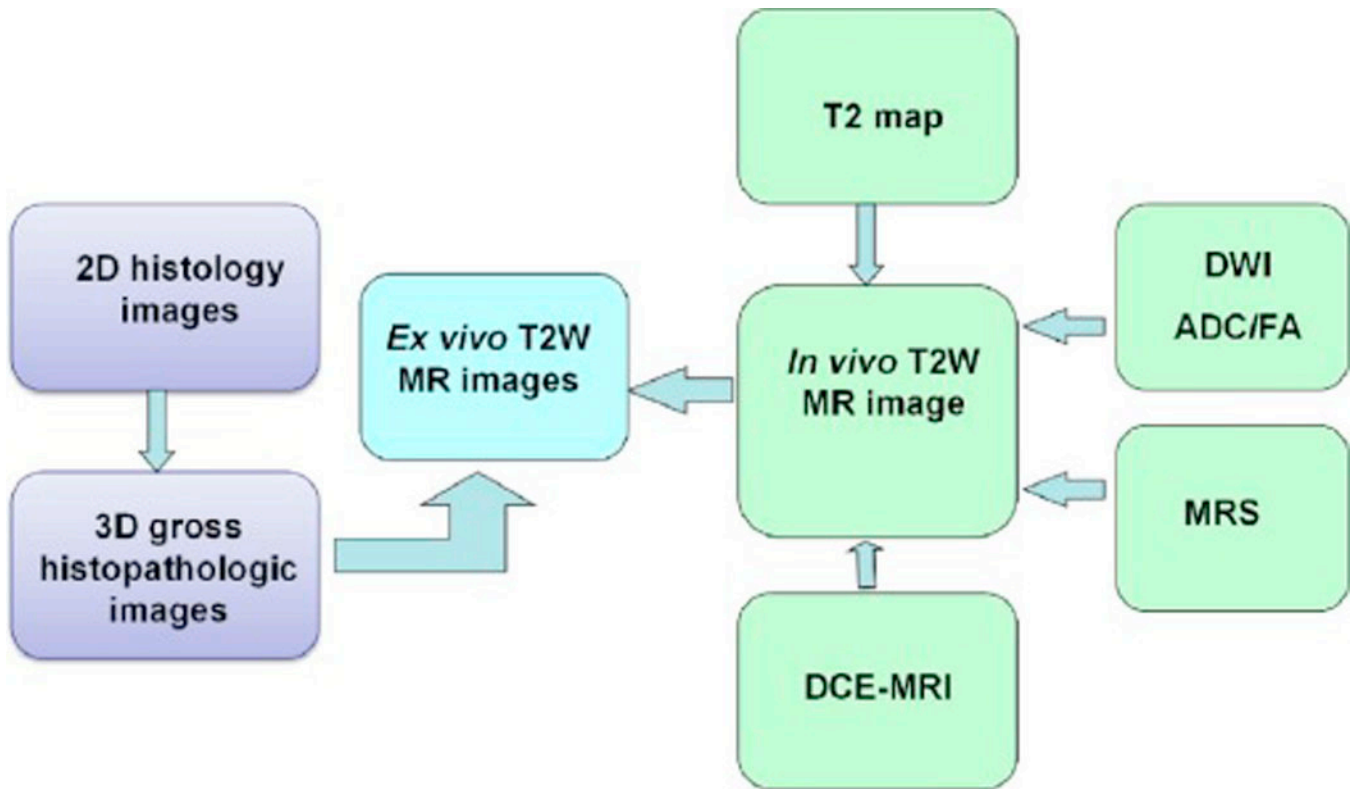 2D histology
images
3D gross
histopathologic
images
Ex vivo T2W
MR images
T2 map
In vivo T2W
MR image
DCE-MRI
DWI
ADC/FA
MRS